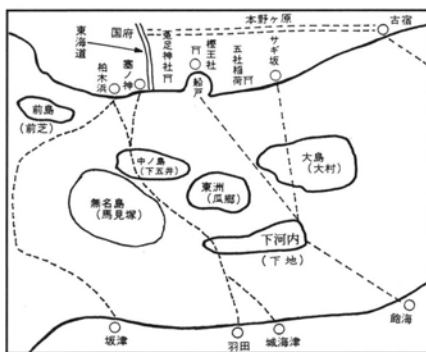 本野ヶ原
古宿
国府
東海道
菟足神社
樫王社
五社稲荷
サギ坂
柏木浜
塞ノ神
船戸
前島
(前芝)
中ノ島
(下五井)
大島
(大村)
東洲
(瓜郷)
無名島
(馬見塚)
下河内
(下地)
飽海
坂津
羽田
城海津